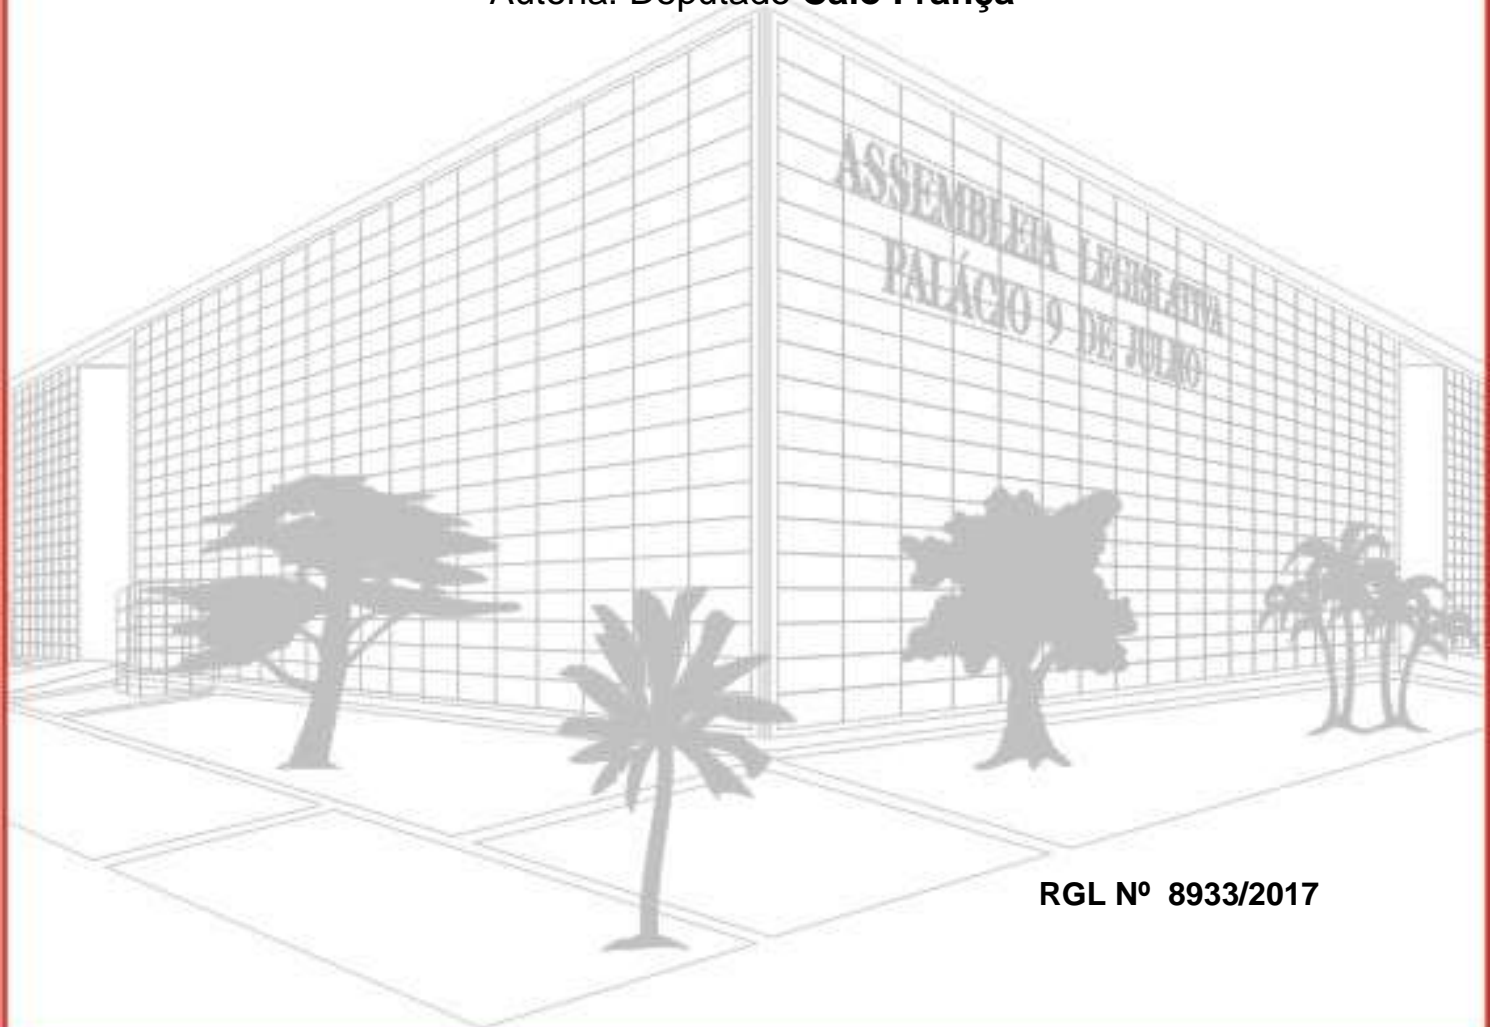 Autoria: Deputado Caio França
ASSEMBLEIA LEGISLATIVA
PALÁCIO 9 DE JULHO
RGL Nº 8933/2017